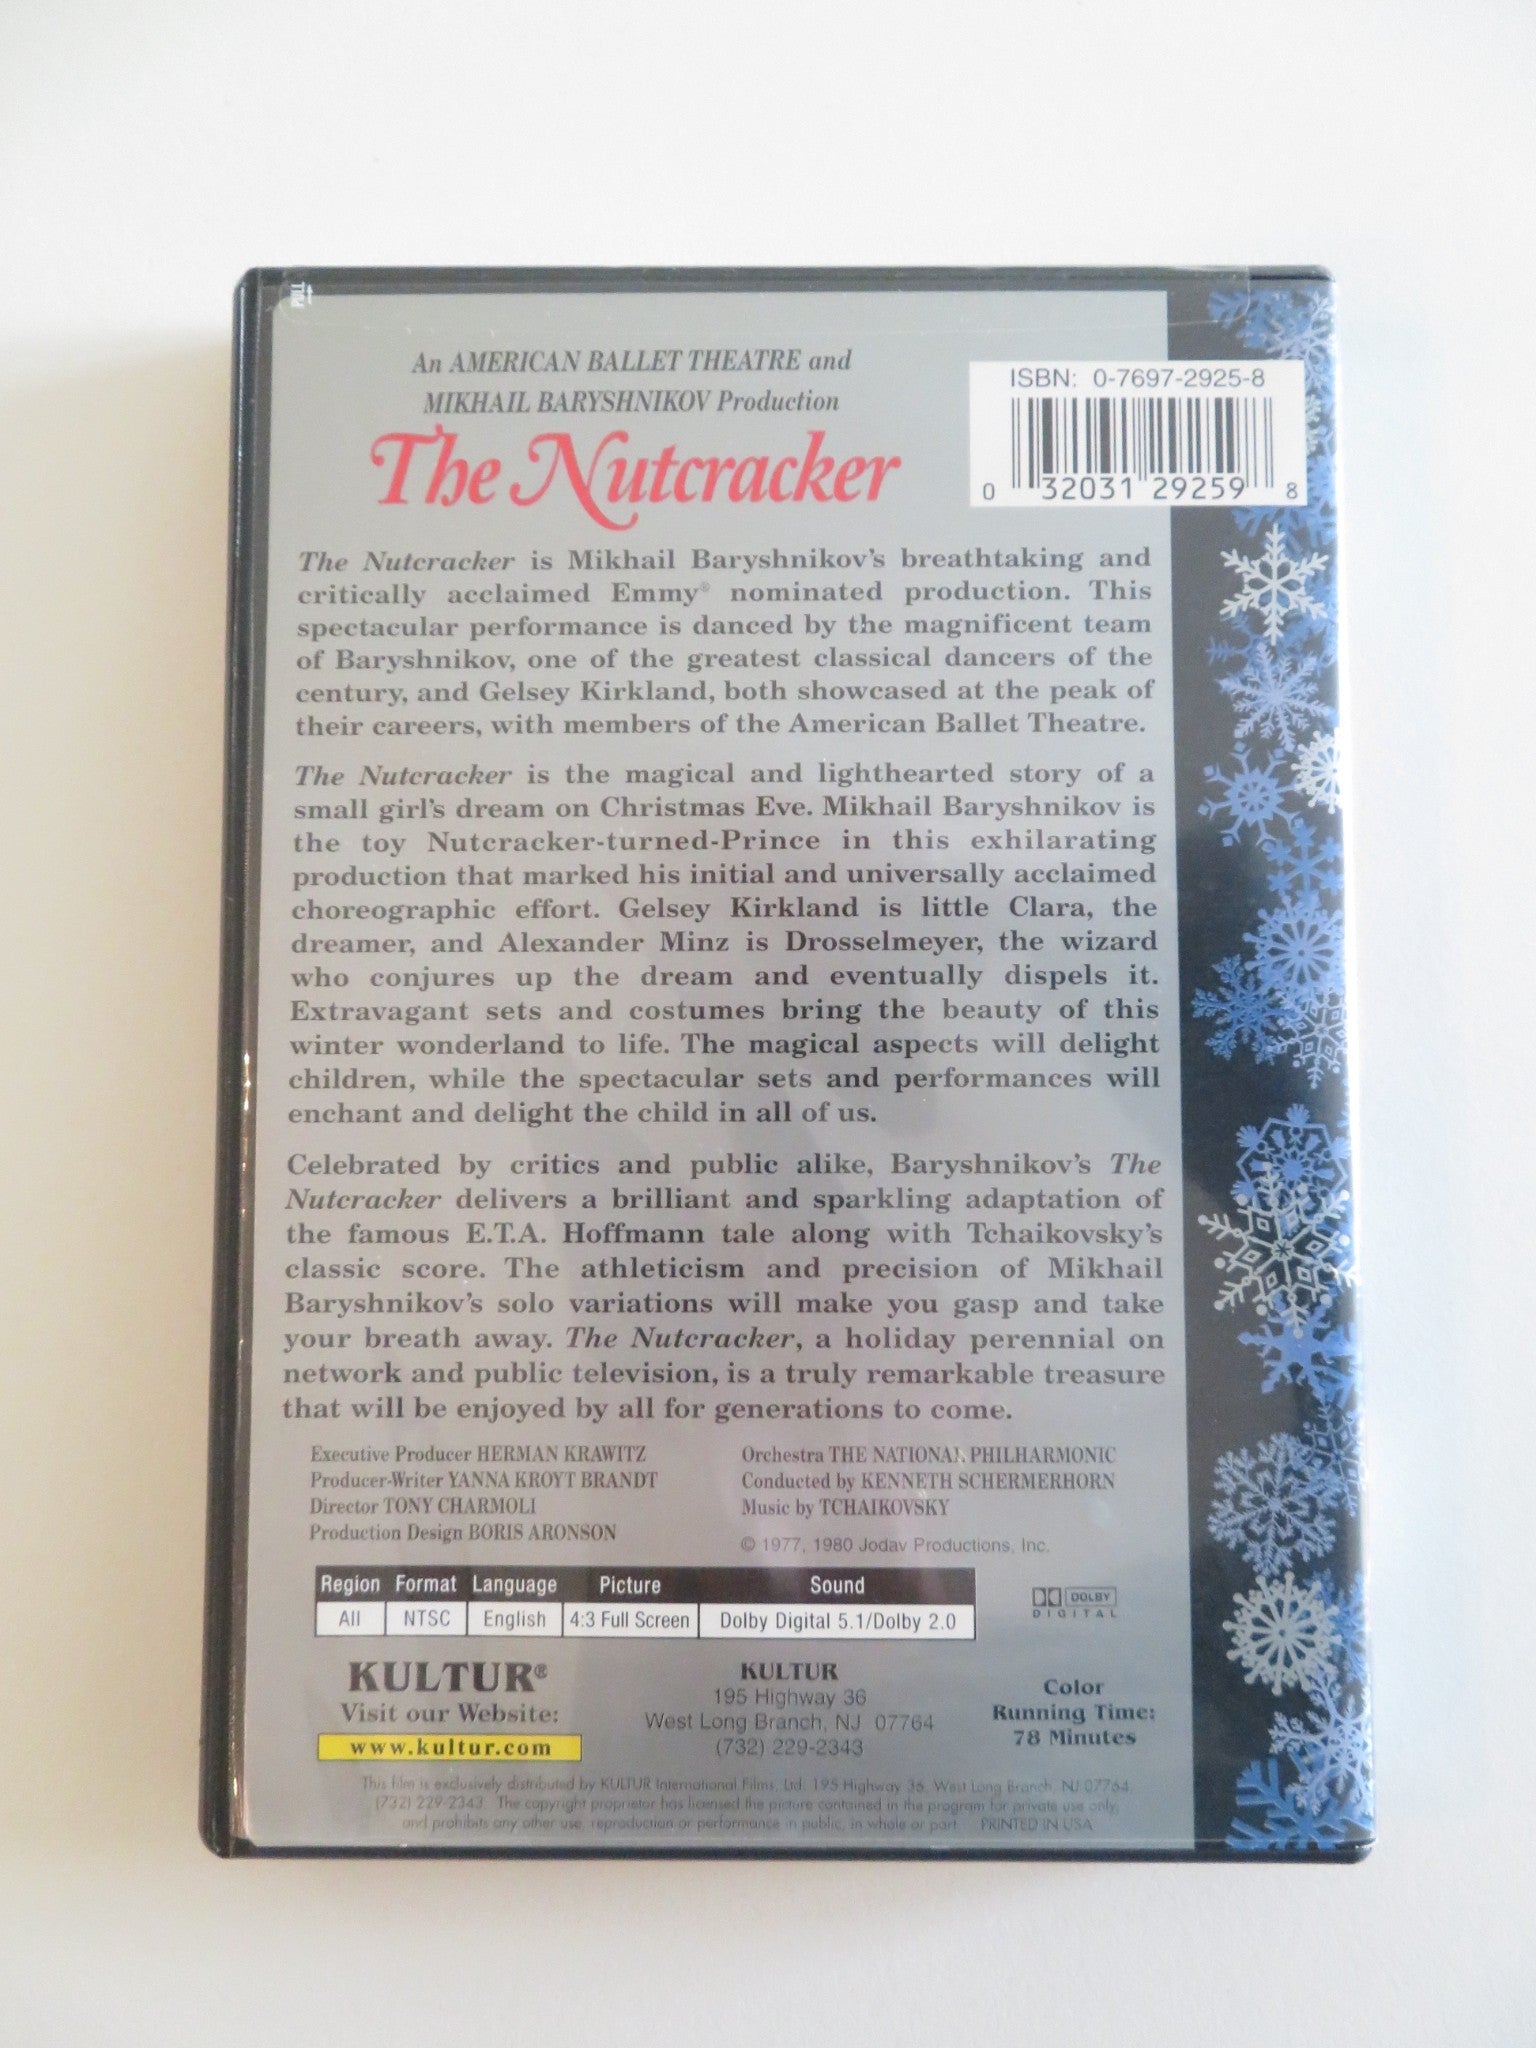 PULL
An AMERICAN BALLET THEATRE and
MIKHAIL BARYSHNIKOV Production
The Nutcracker
ISBN: 0-7697-2925-8
0 32031 29259 8
The Nutcracker is Mikhail Baryshnikov's breathtaking and
critically acclaimed Emmy® nominated production. This
spectacular performance is danced by the magnificent team
of Baryshnikov, one of the greatest classical dancers of the
century, and Gelsey Kirkland, both showcased at the peak of
their careers, with members of the American Ballet Theatre.
The Nutcracker is the magical and lighthearted story of a
small girl's dream on Christmas Eve. Mikhail Baryshnikov is
the toy Nutcracker-turned-Prince in this exhilarating
production that marked his initial and universally acclaimed
choreographic effort. Gelsey Kirkland is little Clara, the
dreamer, and Alexander Minz is Drosselmeyer, the wizard
who conjures up the dream and eventually dispels it.
Extravagant sets and costumes bring the beauty of this
winter wonderland to life. The magical aspects will delight
children, while the spectacular sets and performances will
enchant and delight the child in all of us.
Celebrated by critics and public alike, Baryshnikov's The
Nutcracker delivers a brilliant and sparkling adaptation of
the famous E.T.A. Hoffmann tale along with Tchaikovsky's
classic score. The athleticism and precision of Mikhail
Baryshnikov's solo variations will make you gasp and take
your breath away. The Nutcracker, a holiday perennial on
network and public television, is a truly remarkable treasure
that will be enjoyed by all for generations to come.
Executive Producer HERMAN KRAWITZ
Producer-Writer YANNA KROYT BRANDT
Director TONY CHARMOLI
Production Design BORIS ARONSON
Orchestra THE NATIONAL PHILHARMONIC
Conducted by KENNETH SCHERMERHORN
Music by TCHAIKOVSKY
© 1977, 1980 Jodav Productions, Inc.
Region Format Language Picture Sound
All NTSC English 4:3 Full Screen Dolby Digital 5.1/Dolby 2.0
DOLBY
DIGITAL
KULTUR®
Visit our Website:
www.kultur.com
KULTUR
195 Highway 36
West Long Branch, NJ 07764
(732) 229-2343
Color
Running Time:
78 Minutes
This film is exclusively distributed by KULTUR International Films, Ltd. 195 Highway 36, West Long Branch, NJ 07764,
(732) 229-2343. The copyright proprietor has licensed the picture contained in the program for private use only,
and prohibits any other use, reproduction or performance in public, in whole or part. PRINTED IN USA